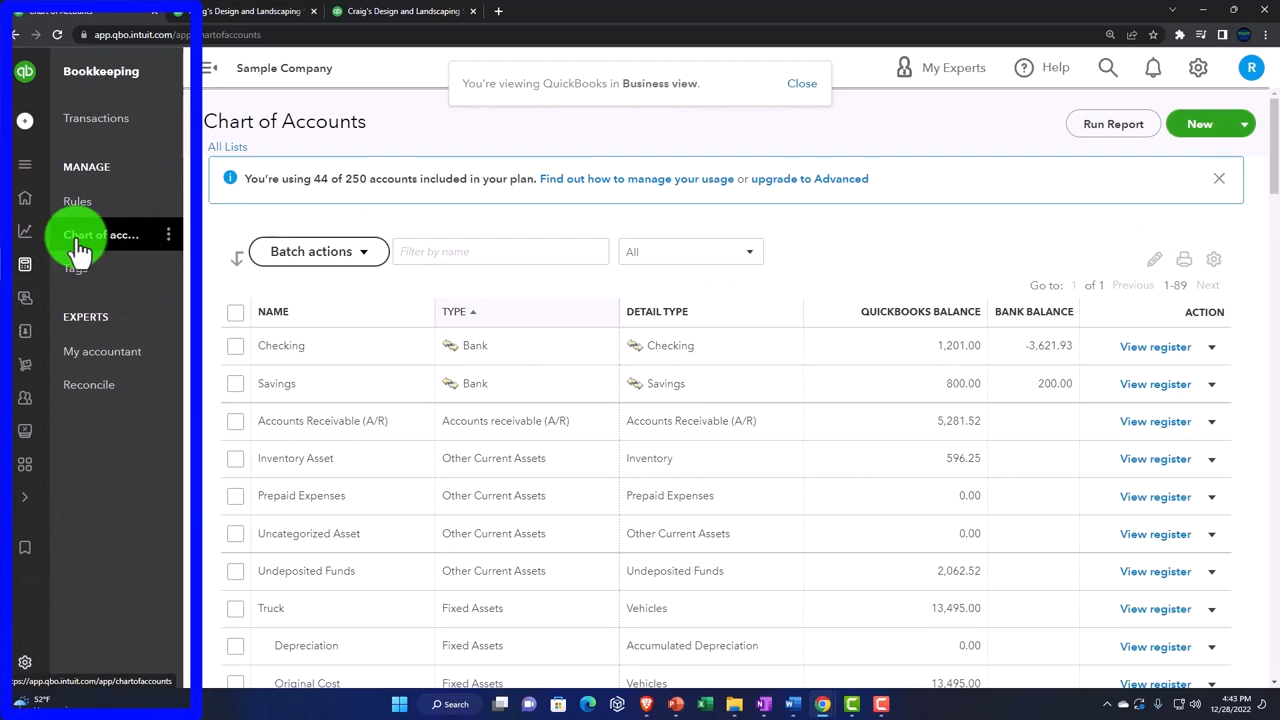 Craig's Design and Landscaping
app.qbo.intuit.com/app/chartofaccounts
Bookkeeping
Transactions
MANAGE
Rules
Chart of acc...
Tags
EXPERTS
My accountant
Reconcile
Sample Company
You're viewing QuickBooks in Business view.
Close
My Experts
Help
R
Chart of Accounts
Run Report
New
All Lists
You're using 44 of 250 accounts included in your plan. Find out how to manage your usage or upgrade to Advanced
Batch actions
Filter by name
All
Go to: 1 of 1 Previous 1-89 Next
NAME TYPE DETAIL TYPE QUICKBOOKS BALANCE BANK BALANCE ACTION
Checking Bank Checking 1,201.00 -3,621.93 View register
Savings Bank Savings 800.00 200.00 View register
Accounts Receivable (A/R) Accounts receivable (A/R) Accounts Receivable (A/R) 5,281.52 View register
Inventory Asset Other Current Assets Inventory 596.25 View register
Prepaid Expenses Other Current Assets Prepaid Expenses 0.00 View register
Uncategorized Asset Other Current Assets Other Current Assets 0.00 View register
Undeposited Funds Other Current Assets Undeposited Funds 2,062.52 View register
Truck Fixed Assets Vehicles 13,495.00 View register
Depreciation Fixed Assets Accumulated Depreciation 0.00 View register
Original Cost Fixed Assets Vehicles 13,495.00 View register
app.qbo.intuit.com/app/chartofaccounts
52°F
Search
4:43 PM
12/28/2022